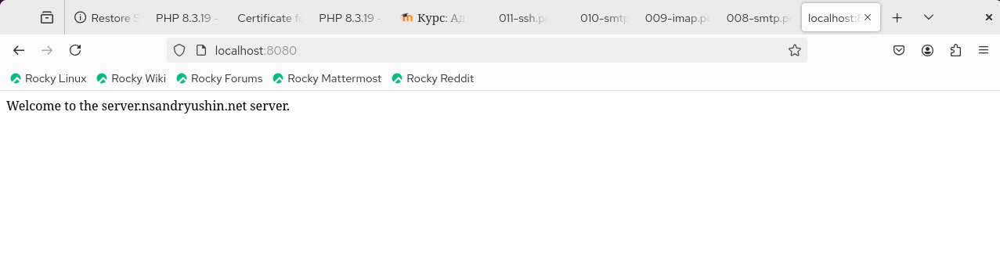 Restore S PHP 8.3.19 - Certificate fo PHP 8.3.19 - Курс: Ад 011-ssh.p 010-smtp 009-imap.p 008-smtp.p localhost:8
localhost:8080
Rocky Linux Rocky Wiki Rocky Forums Rocky Mattermost Rocky Reddit
Welcome to the server.nsandryushin.net server.